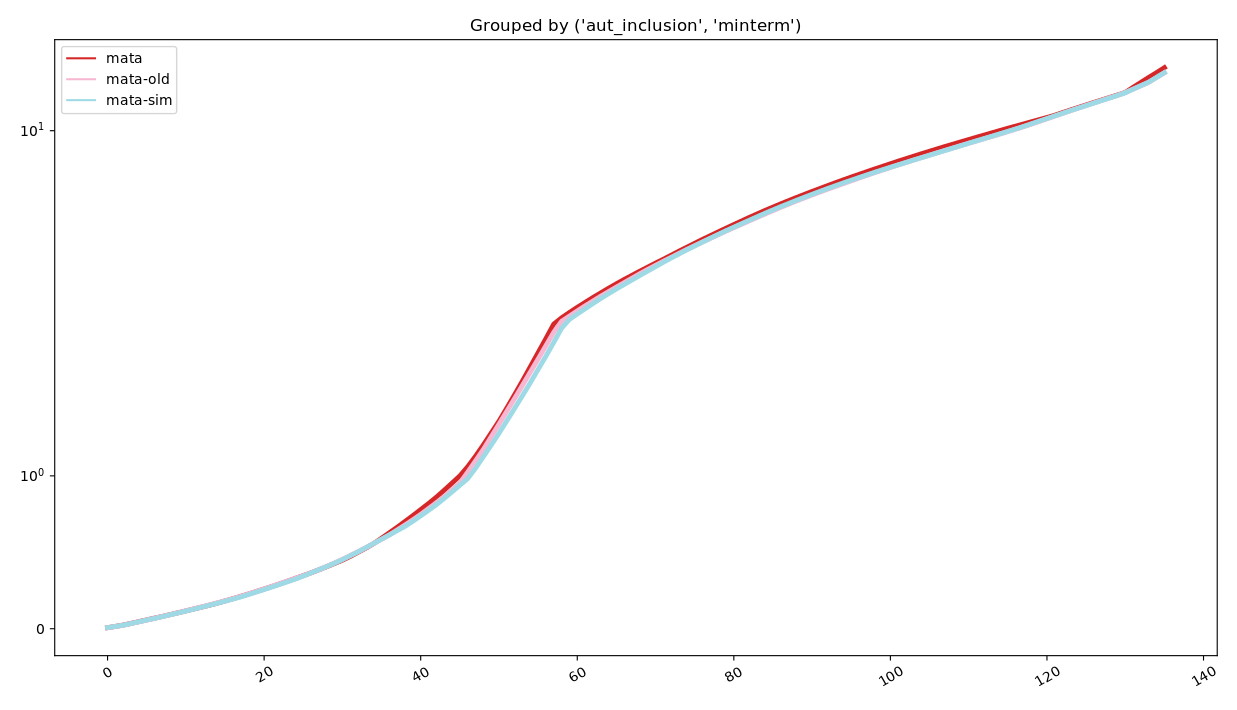 Grouped by ('aut_inclusion', 'minterm')
mata
mata-old
mata-sim
10¹
10⁰
0
0 20 40 60 80 100 120 140